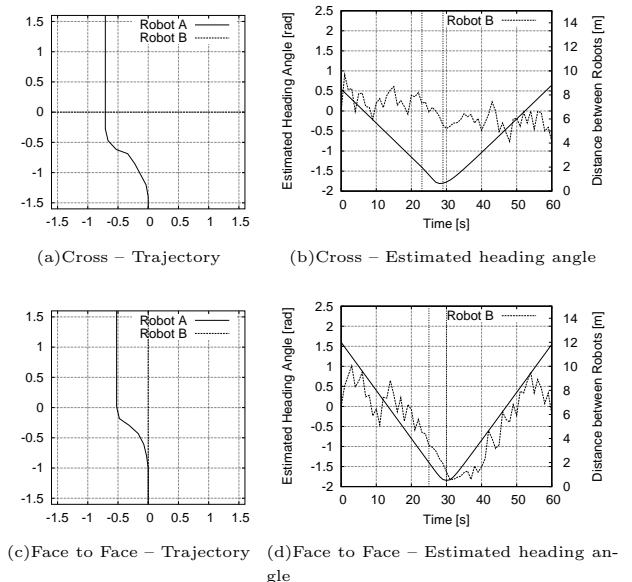 Robot A
Robot B
1.5
1
0.5
0
-0.5
-1
-1.5
-1.5 -1 -0.5 0 0.5 1 1.5
(a)Cross – Trajectory
Robot B
Estimated Heading Angle [rad]
2.5
2
1.5
1
0.5
0
-0.5
-1
-1.5
-2
14
12
10
8
6
4
2
0
Distance between Robots [m]
0 10 20 30 40 50 60
Time [s]
(b)Cross – Estimated heading angle
Robot A
Robot B
1.5
1
0.5
0
-0.5
-1
-1.5
-1.5 -1 -0.5 0 0.5 1 1.5
(c)Face to Face – Trajectory
Robot B
Estimated Heading Angle [rad]
2.5
2
1.5
1
0.5
0
-0.5
-1
-1.5
-2
14
12
10
8
6
4
2
0
Distance between Robots [m]
0 10 20 30 40 50 60
Time [s]
(d)Face to Face – Estimated heading an-
gle